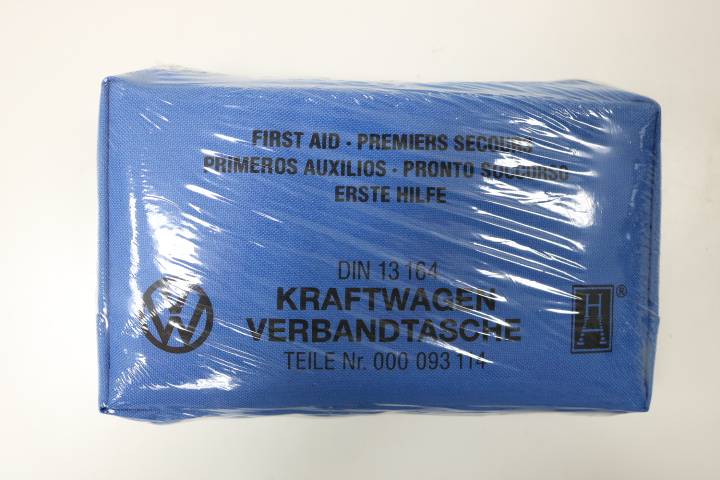 FIRST AID · PREMIERS SECOURS
PRIMEROS AUXILIOS · PRONTO SOCCORSO
ERSTE HILFE
DIN 13 164
KRAFTWAGEN
VERBANDTASCHE
TEILE Nr. 000 093 114
VW
H
®